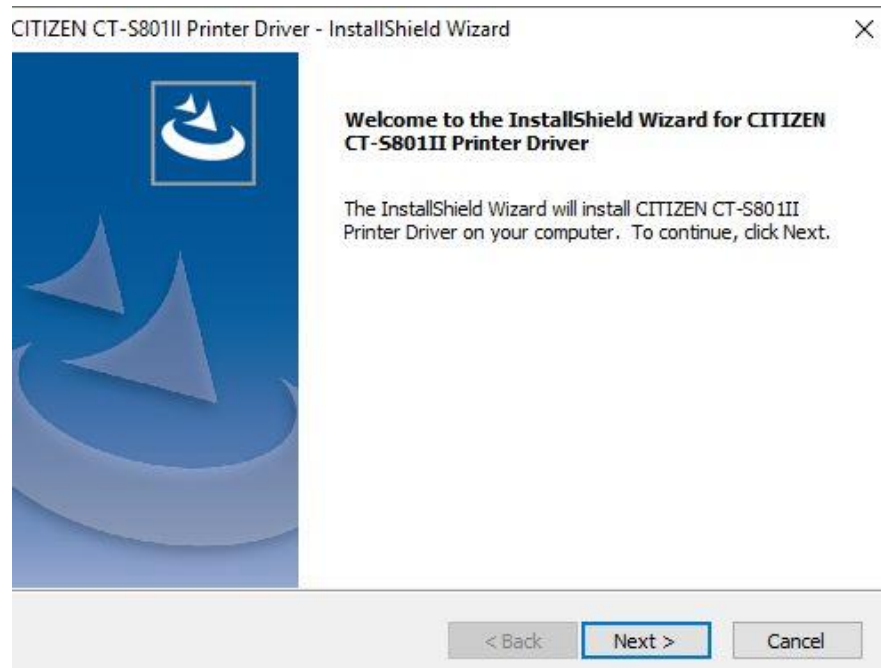 CITIZEN CT-S801II Printer Driver - InstallShield Wizard
Welcome to the InstallShield Wizard for CITIZEN
CT-S801II Printer Driver
The InstallShield Wizard will install CITIZEN CT-S801II
Printer Driver on your computer. To continue, click Next.
< Back
Next >
Cancel